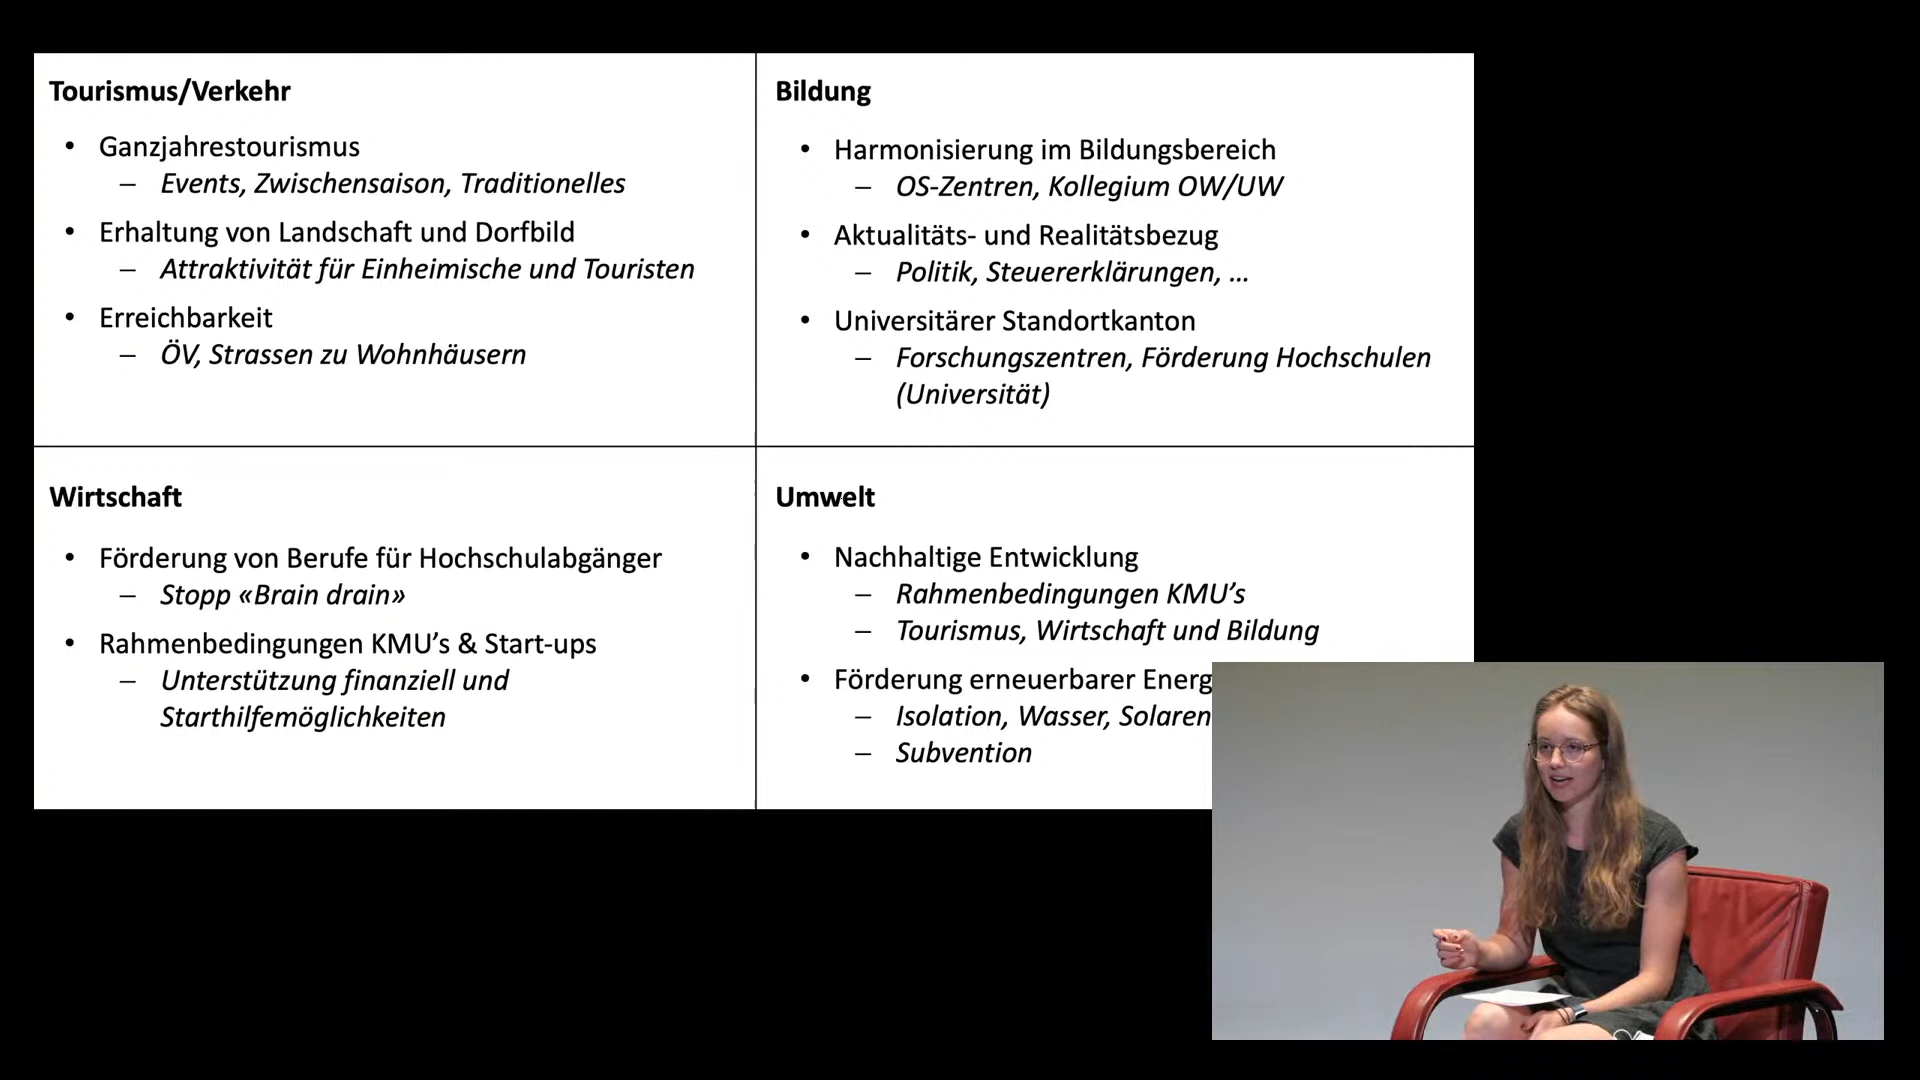 Tourismus/Verkehr
• Ganzjahrestourismus
– Events, Zwischensaison, Traditionelles
• Erhaltung von Landschaft und Dorfbild
– Attraktivität für Einheimische und Touristen
• Erreichbarkeit
– ÖV, Strassen zu Wohnhäusern
Bildung
• Harmonisierung im Bildungsbereich
– OS-Zentren, Kollegium OW/UW
• Aktualitäts- und Realitätsbezug
– Politik, Steuererklärungen, …
• Universitärer Standortkanton
– Forschungszentren, Förderung Hochschulen
(Universität)
Wirtschaft
• Förderung von Berufe für Hochschulabgänger
– Stopp «Brain drain»
• Rahmenbedingungen KMU’s & Start-ups
– Unterstützung finanziell und
Starthilfemöglichkeiten
Umwelt
• Nachhaltige Entwicklung
– Rahmenbedingungen KMU’s
– Tourismus, Wirtschaft und Bildung
• Förderung erneuerbarer
– Isolation, Wasser,
– Subvention